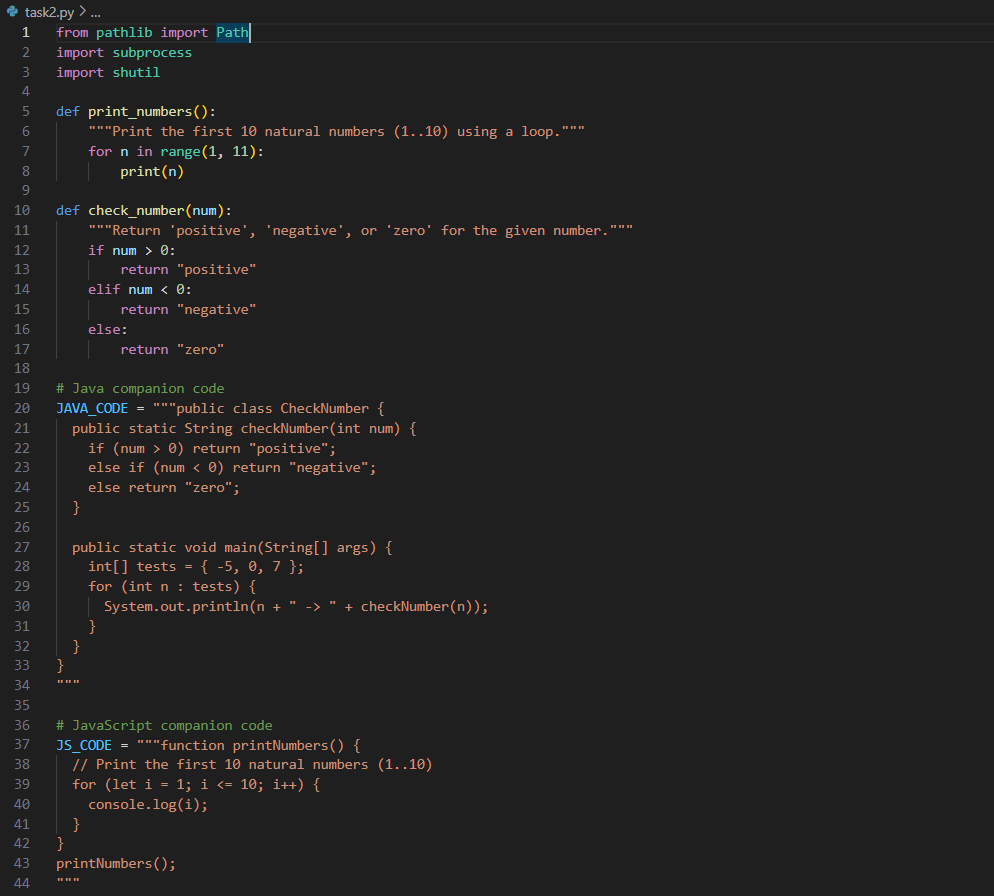 task2.py > ...
1 from pathlib import Path
2 import subprocess
3 import shutil
4
5 def print_numbers():
6     """Print the first 10 natural numbers (1..10) using a loop."""
7     for n in range(1, 11):
8         print(n)
9
10 def check_number(num):
11     """Return 'positive', 'negative', or 'zero' for the given number."""
12     if num > 0:
13         return "positive"
14     elif num < 0:
15         return "negative"
16     else:
17         return "zero"
18
19 # Java companion code
20 JAVA_CODE = """public class CheckNumber {
21   public static String checkNumber(int num) {
22     if (num > 0) return "positive";
23     else if (num < 0) return "negative";
24     else return "zero";
25   }
26
27   public static void main(String[] args) {
28     int[] tests = { -5, 0, 7 };
29     for (int n : tests) {
30       System.out.println(n + " -> " + checkNumber(n));
31     }
32   }
33 }
34 """
35
36 # JavaScript companion code
37 JS_CODE = """function printNumbers() {
38   // Print the first 10 natural numbers (1..10)
39   for (let i = 1; i <= 10; i++) {
40     console.log(i);
41   }
42 }
43 printNumbers();
44 """